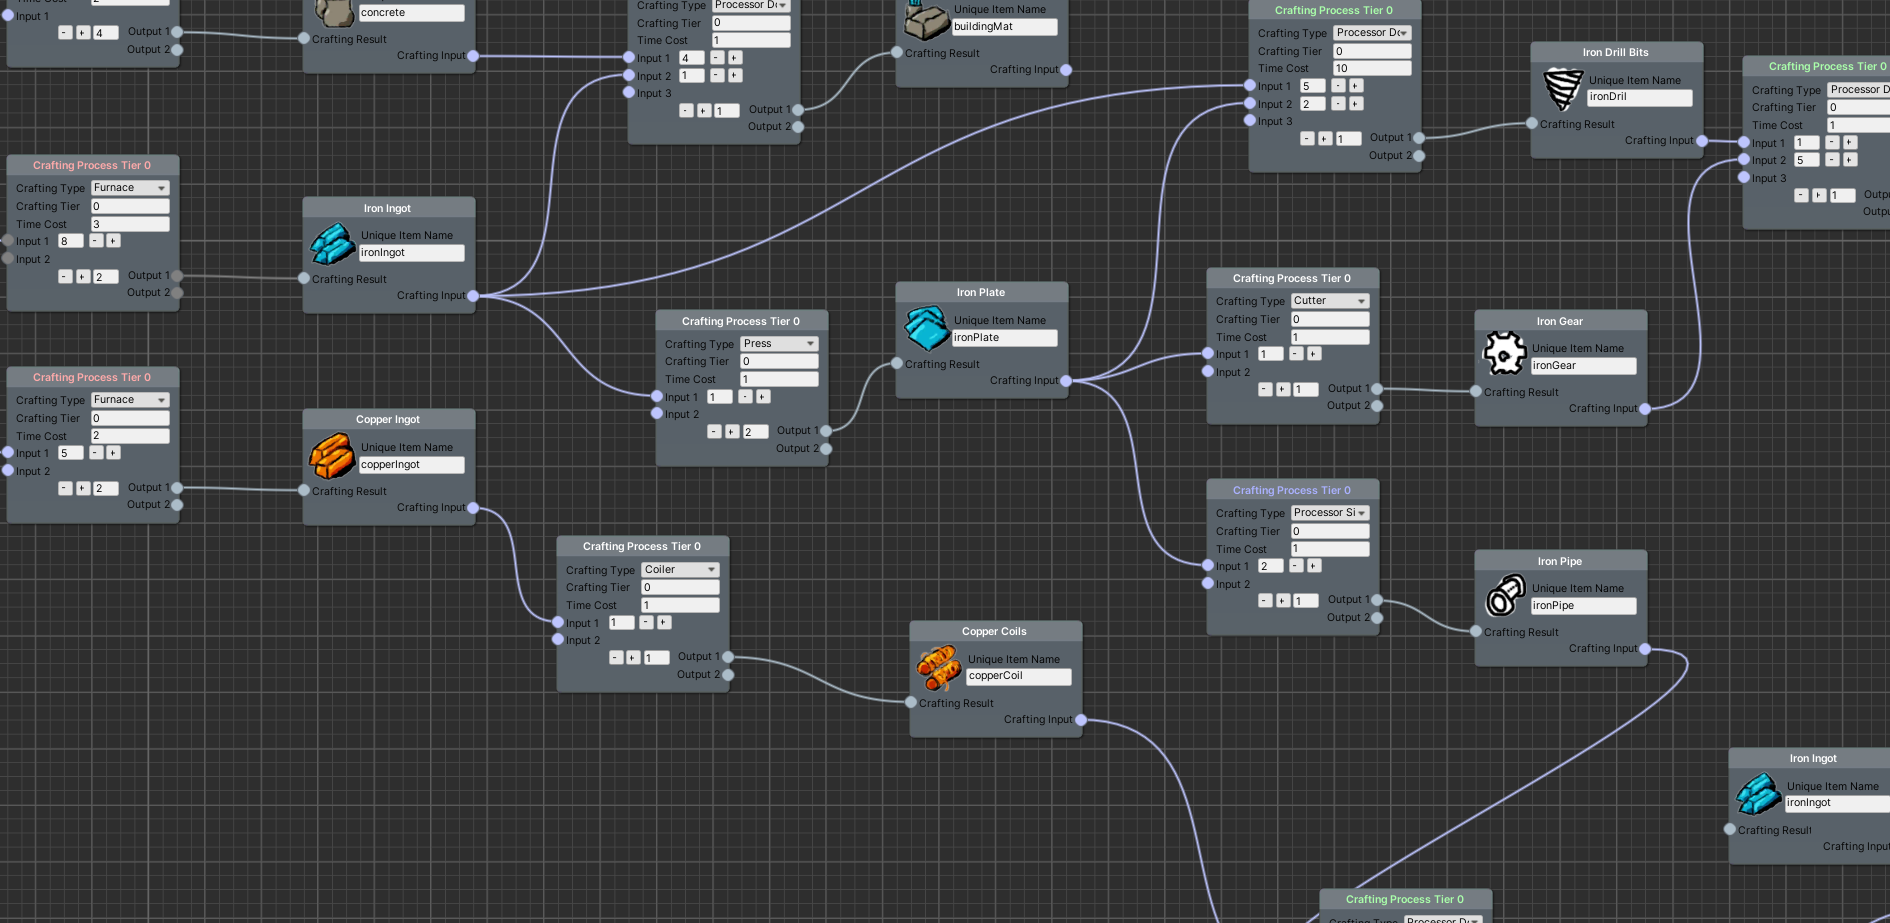 Input 1
- + 4 Output 1
Output 2
concrete
Crafting Result
Crafting Input
Crafting Type Processor
Crafting Tier 0
Time Cost 1
Input 1 4 - +
Input 2 1 - +
Input 3
- + 1 Output 1
Output 2
Unique Item Name
buildingMat
Crafting Result
Crafting Input
Crafting Process Tier 0
Crafting Type Processor
Crafting Tier 0
Time Cost 10
Input 1 5 - +
Input 2 2 - +
Input 3
- + 1 Output 1
Output 2
Iron Drill Bits
Unique Item Name
ironDril
Crafting Result
Crafting Input
Crafting Process Tier 0
Crafting Type Processor
Crafting Tier 0
Time Cost 1
Input 1 1 - +
Input 2 5 - +
Input 3
- + 1
Crafting Process Tier 0
Crafting Type Furnace
Crafting Tier 0
Time Cost 3
Input 1 8 - +
Input 2
- + 2 Output 1
Output 2
Iron Ingot
Unique Item Name
ironIngot
Crafting Result
Crafting Input
Crafting Process Tier 0
Crafting Type Press
Crafting Tier 0
Time Cost 1
Input 1 1 - +
Input 2
- + 2 Output 1
Output 2
Iron Plate
Unique Item Name
ironPlate
Crafting Result
Crafting Input
Crafting Process Tier 0
Crafting Type Cutter
Crafting Tier 0
Time Cost 1
Input 1 1 - +
Input 2
- + 1 Output 1
Output 2
Iron Gear
Unique Item Name
ironGear
Crafting Result
Crafting Input
Crafting Process Tier 0
Crafting Type Furnace
Crafting Tier 0
Time Cost 2
Input 1 5 - +
Input 2
- + 2 Output 1
Output 2
Copper Ingot
Unique Item Name
copperIngot
Crafting Result
Crafting Input
Crafting Process Tier 0
Crafting Type Coiler
Crafting Tier 0
Time Cost 1
Input 1 1 - +
Input 2
- + 1 Output 1
Output 2
Copper Coils
Unique Item Name
copperCoil
Crafting Result
Crafting Input
Crafting Process Tier 0
Crafting Type Processor Si
Crafting Tier 0
Time Cost 1
Input 1 2 - +
Input 2
- + 1 Output 1
Output 2
Iron Pipe
Unique Item Name
ironPipe
Crafting Result
Crafting Input
Iron Ingot
Unique Item Name
ironIngot
Crafting Result
Crafting Input
Crafting Process Tier 0
Crafting Type Processor